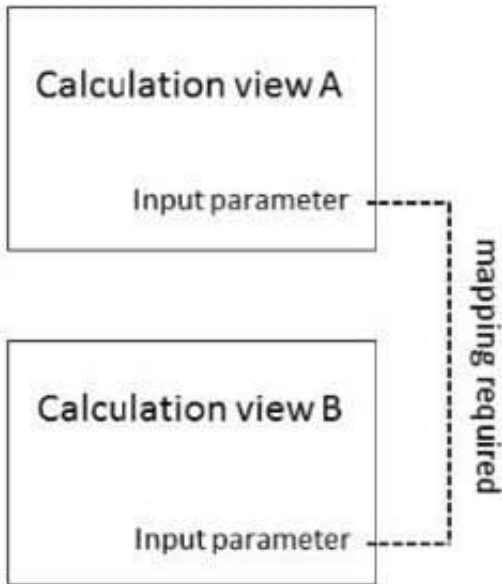 Calculation view A
Input parameter
mapping required
Calculation view B
Input parameter